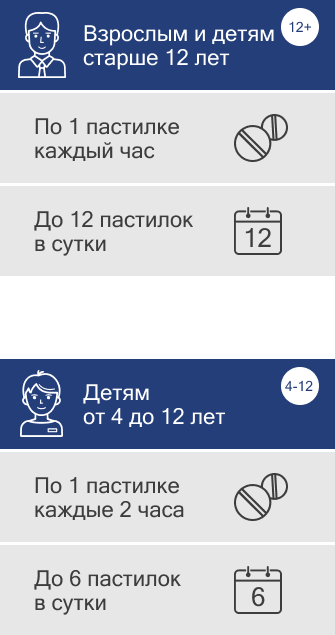 Взрослым и детям
старше 12 лет
12+
По 1 пастилке
каждый час
До 12 пастилок
в сутки
12
Детям
от 4 до 12 лет
4-12
По 1 пастилке
каждые 2 часа
До 6 пастилок
в сутки
6